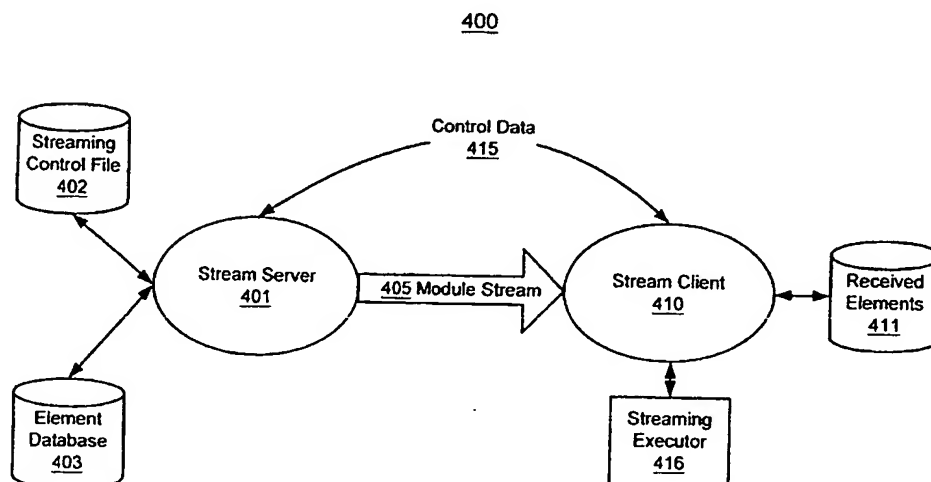 400
Control Data
415
Streaming
Control File
402
Stream Server
401
405 Module Stream
Stream Client
410
Received
Elements
411
Element
Database
403
Streaming
Executor
416